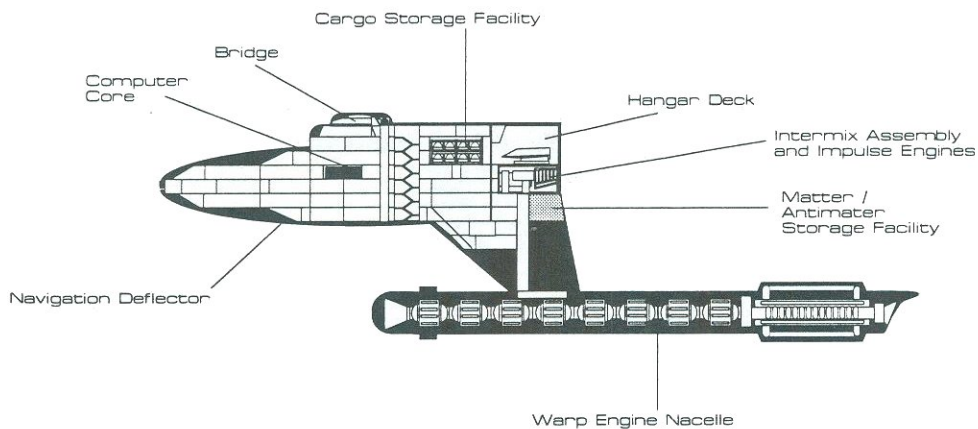 Cargo Storage Facility
Bridge
Computer
Core
Hangar Deck
Intermix Assembly
and Impulse Engines
Matter /
Antimater
Storage Facility
Navigation Deflector
Warp Engine Nacelle